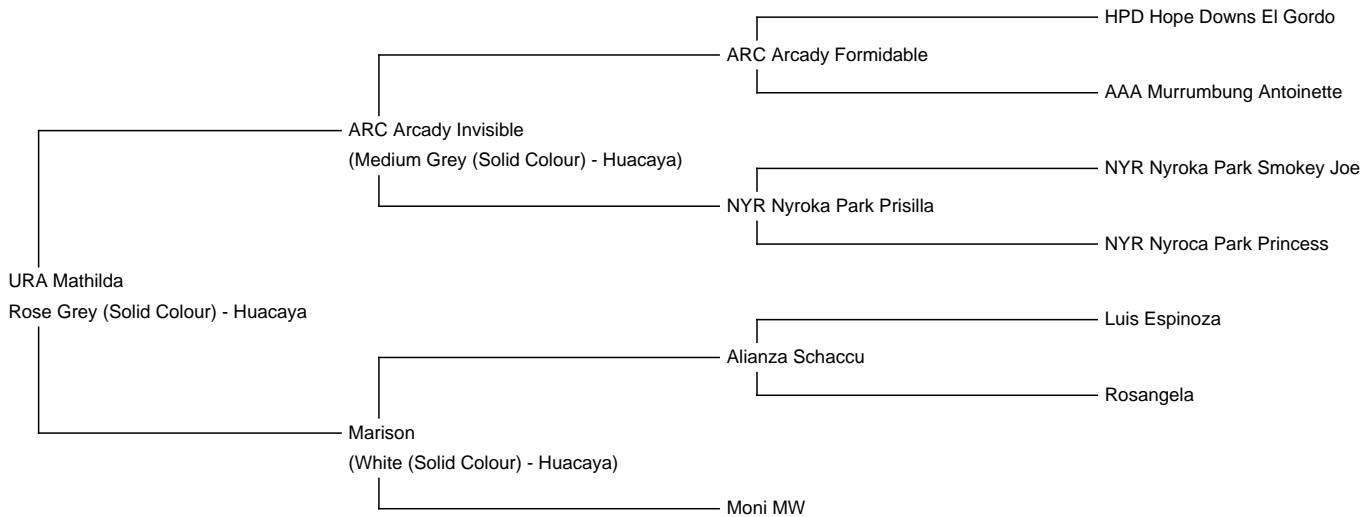 HPD Hope Downs El Gordo
ARC Arcady Formidable
AAA Murrumbung Antoinette
ARC Arcady Invisible
(Medium Grey (Solid Colour) - Huacaya)
NYR Nyroka Park Smokey Joe
NYR Nyroka Park Prisilla
NYR Nyroca Park Princess
URA Mathilda
Rose Grey (Solid Colour) - Huacaya
Luis Espinoza
Alianza Schaccu
Rosangela
Marison
(White (Solid Colour) - Huacaya)
Moni MW